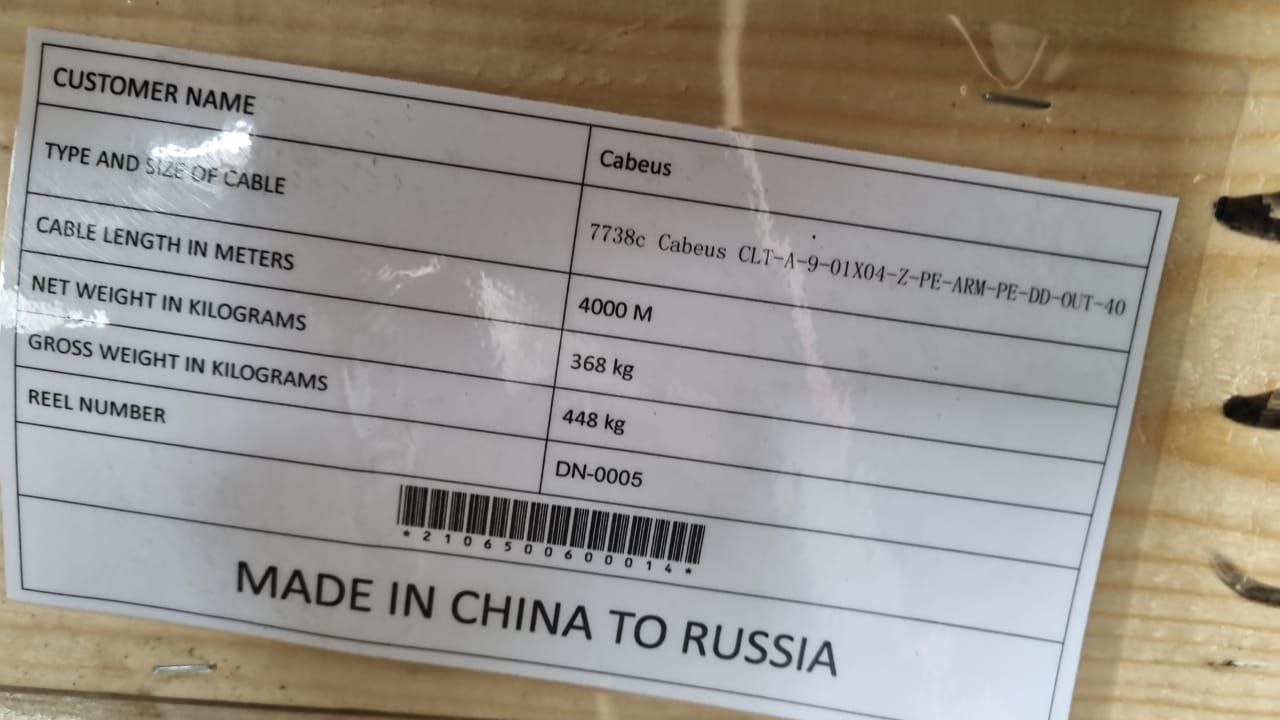 CUSTOMER NAME Cabeus
TYPE AND SIZE OF CABLE 7738c Cabeus CLT-A-9-01X04-Z-PE-ARM-PE-DD-OUT-40
CABLE LENGTH IN METERS 4000 M
NET WEIGHT IN KILOGRAMS 368 kg
GROSS WEIGHT IN KILOGRAMS 448 kg
REEL NUMBER DN-0005
*2106500600014*
MADE IN CHINA TO RUSSIA